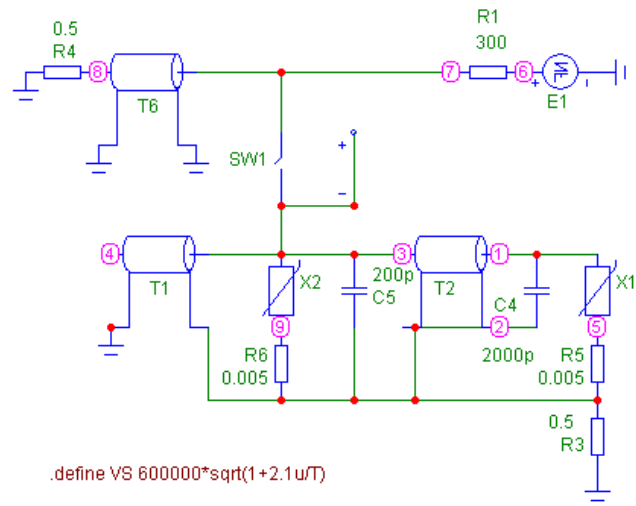 0.5
R4
8
T6
R1
300
7
6
+
-
E1
SW1
+
-
4
T1
X2
9
R6
0.005
200p
C5
3
T2
1
2
C4
2000p
X1
5
R5
0.005
0.5
R3
.define VS 600000*sqrt(1+2.1u/T)